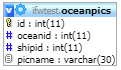 ifwtest.oceanpics
id : int(11)
# oceanid : int(11)
# shipid : int(11)
picname : varchar(30)